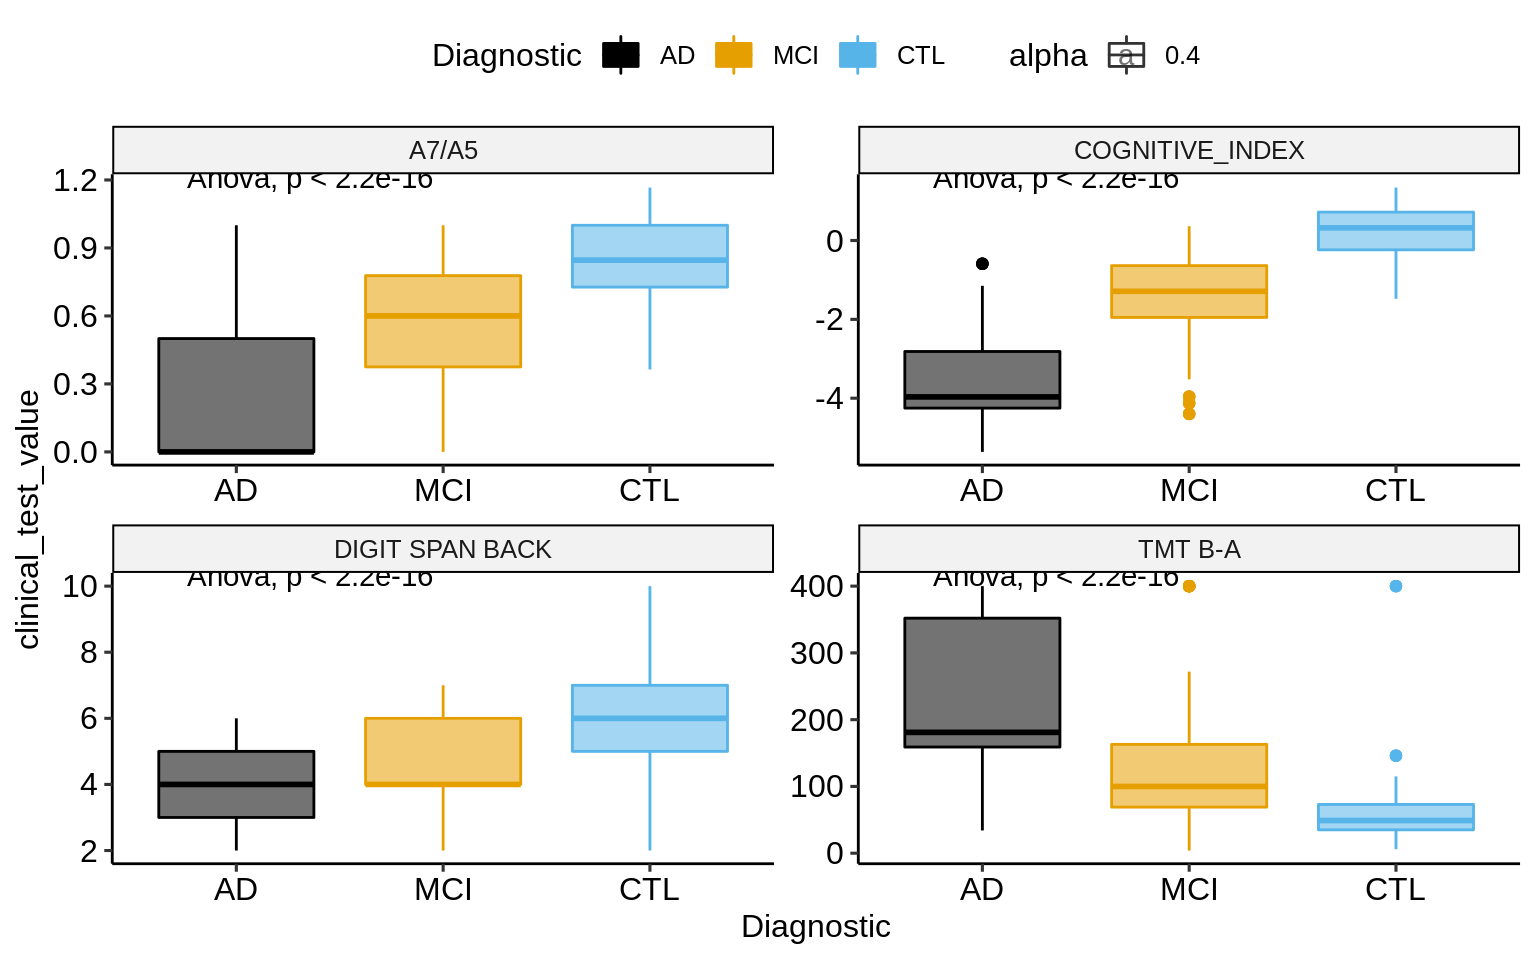 Diagnostic AD MCI CTL alpha a 0.4
A7/A5
Anova, p < 2.2e-16
1.2
0.9
0.6
0.3
0.0
AD MCI CTL
COGNITIVE_INDEX
Anova, p < 2.2e-16
0
-2
-4
AD MCI CTL
clinical_test_value
DIGIT SPAN BACK
Anova, p < 2.2e-16
10
8
6
4
2
AD MCI CTL
TMT B-A
Anova, p < 2.2e-16
400
300
200
100
0
AD MCI CTL
Diagnostic